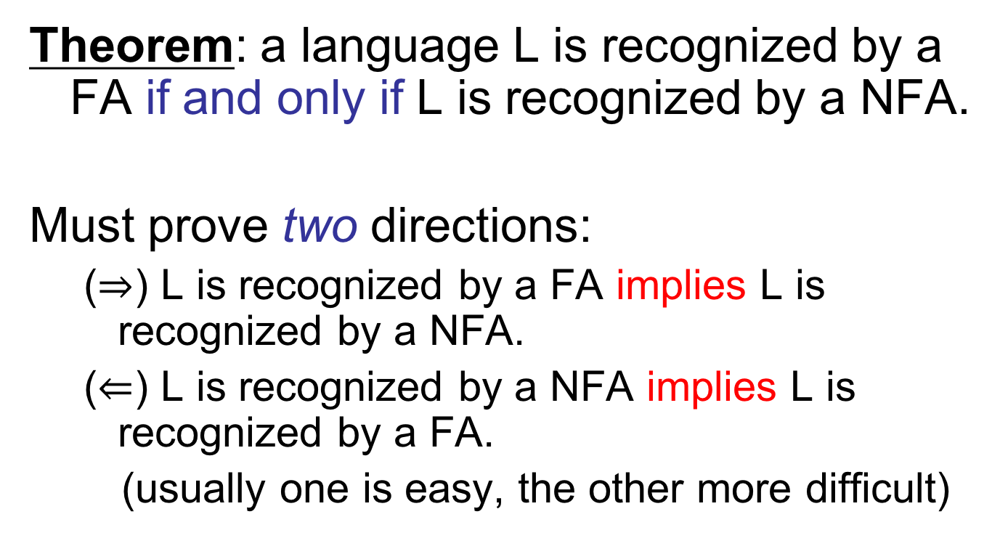 Theorem: a language L is recognized by a
FA if and only if L is recognized by a NFA.
Must prove two directions:
(⇒) L is recognized by a FA implies L is
recognized by a NFA.
(⇐) L is recognized by a NFA implies L is
recognized by a FA.
(usually one is easy, the other more difficult)